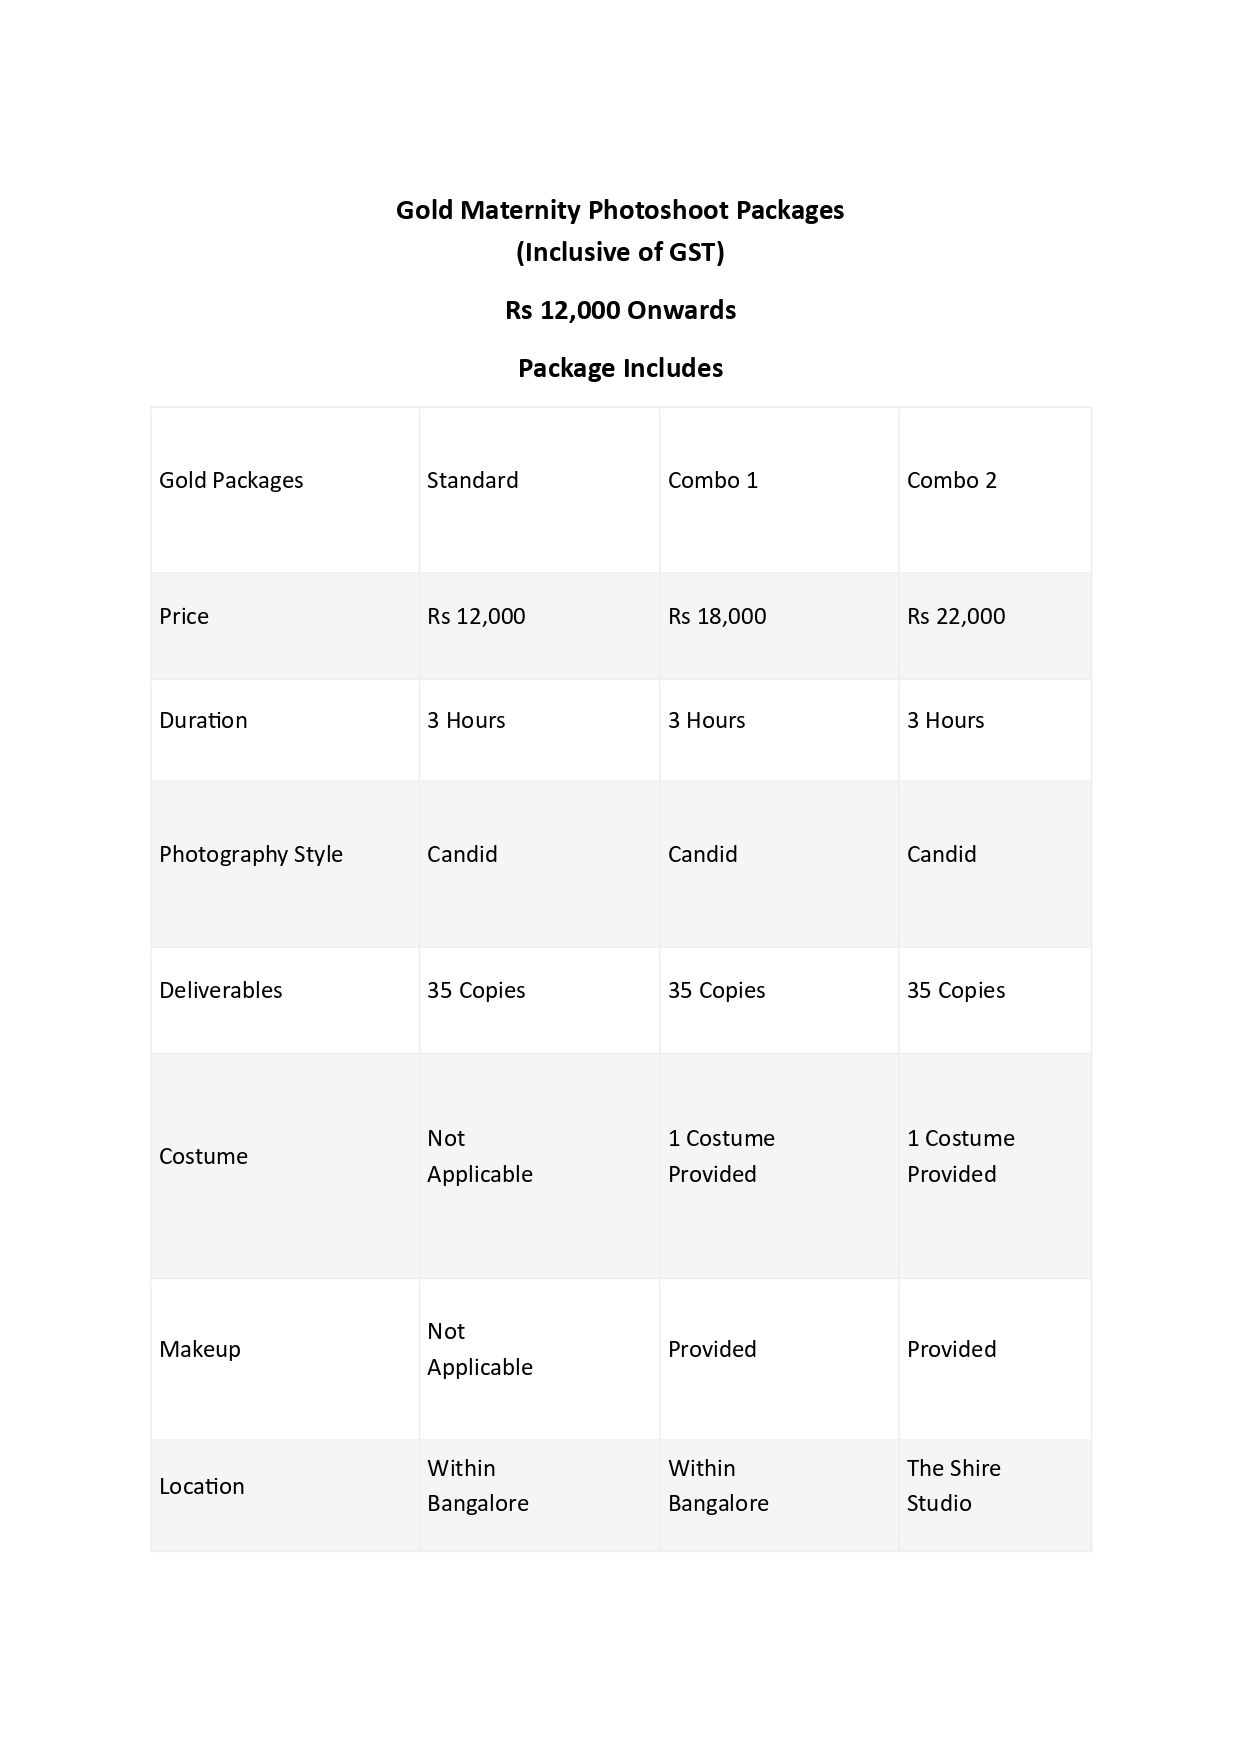 Gold Maternity Photoshoot Packages
(Inclusive of GST)
Rs 12,000 Onwards
Package Includes
Gold Packages Standard Combo 1 Combo 2
Price Rs 12,000 Rs 18,000 Rs 22,000
Duration 3 Hours 3 Hours 3 Hours
Photography Style Candid Candid Candid
Deliverables 35 Copies 35 Copies 35 Copies
Costume
Not
Applicable
1 Costume
Provided
1 Costume
Provided
Makeup
Not
Applicable
Provided
Provided
Location
Within
Bangalore
Within
Bangalore
The Shire
Studio